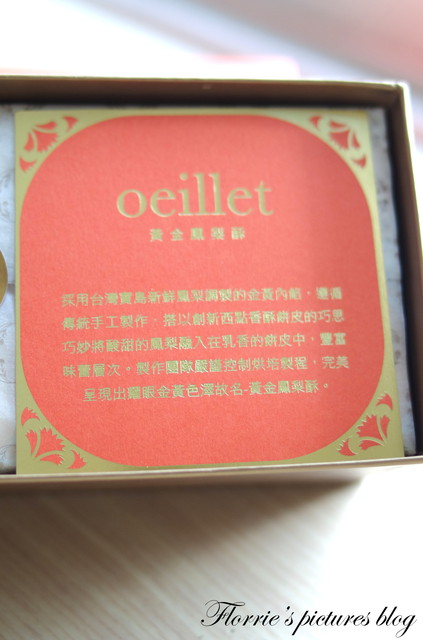 oeillet
黃金鳳梨酥
採用台灣寶島新鮮鳳梨調製的金黃內餡，遵循
傳統手工製作，搭以創新西點香酥餅皮的巧思
巧妙將酸甜的鳳梨融入在乳香的餅皮中，豐富
味蕾層次。製作團隊嚴謹控制烘培製程，完美
呈現出耀眼金黃色澤故名-黃金鳳梨酥。
Florrie's pictures blog